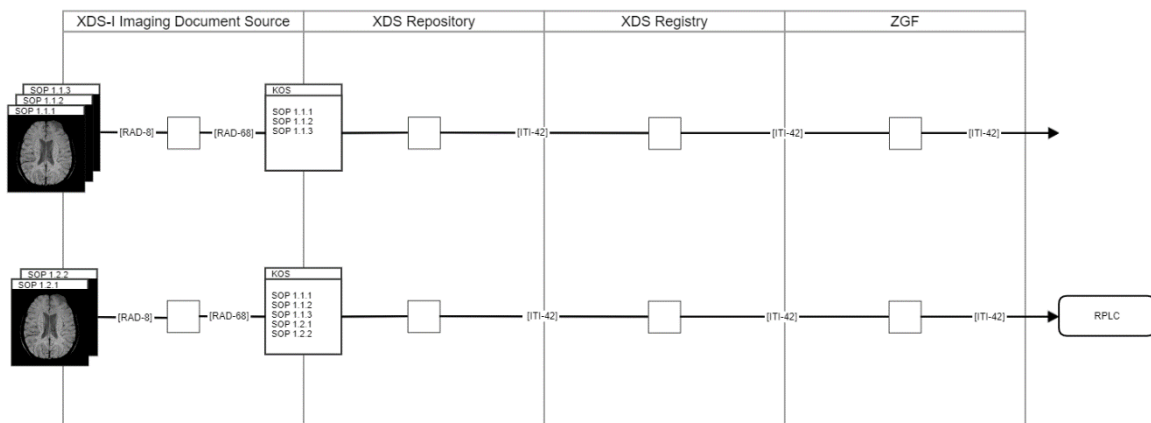 XDS-I Imaging Document Source
XDS Repository
XDS Registry
ZGF
SOP 1.1.3
SOP 1.1.2
SOP 1.1.1
[RAD-8]
[RAD-68]
KOS
SOP 1.1.1
SOP 1.1.2
SOP 1.1.3
[ITI-42]
[ITI-42]
[ITI-42]
SOP 1.2.2
SOP 1.2.1
[RAD-8]
[RAD-68]
KOS
SOP 1.1.1
SOP 1.1.2
SOP 1.1.3
SOP 1.2.1
SOP 1.2.2
[ITI-42]
[ITI-42]
[ITI-42]
RPLC